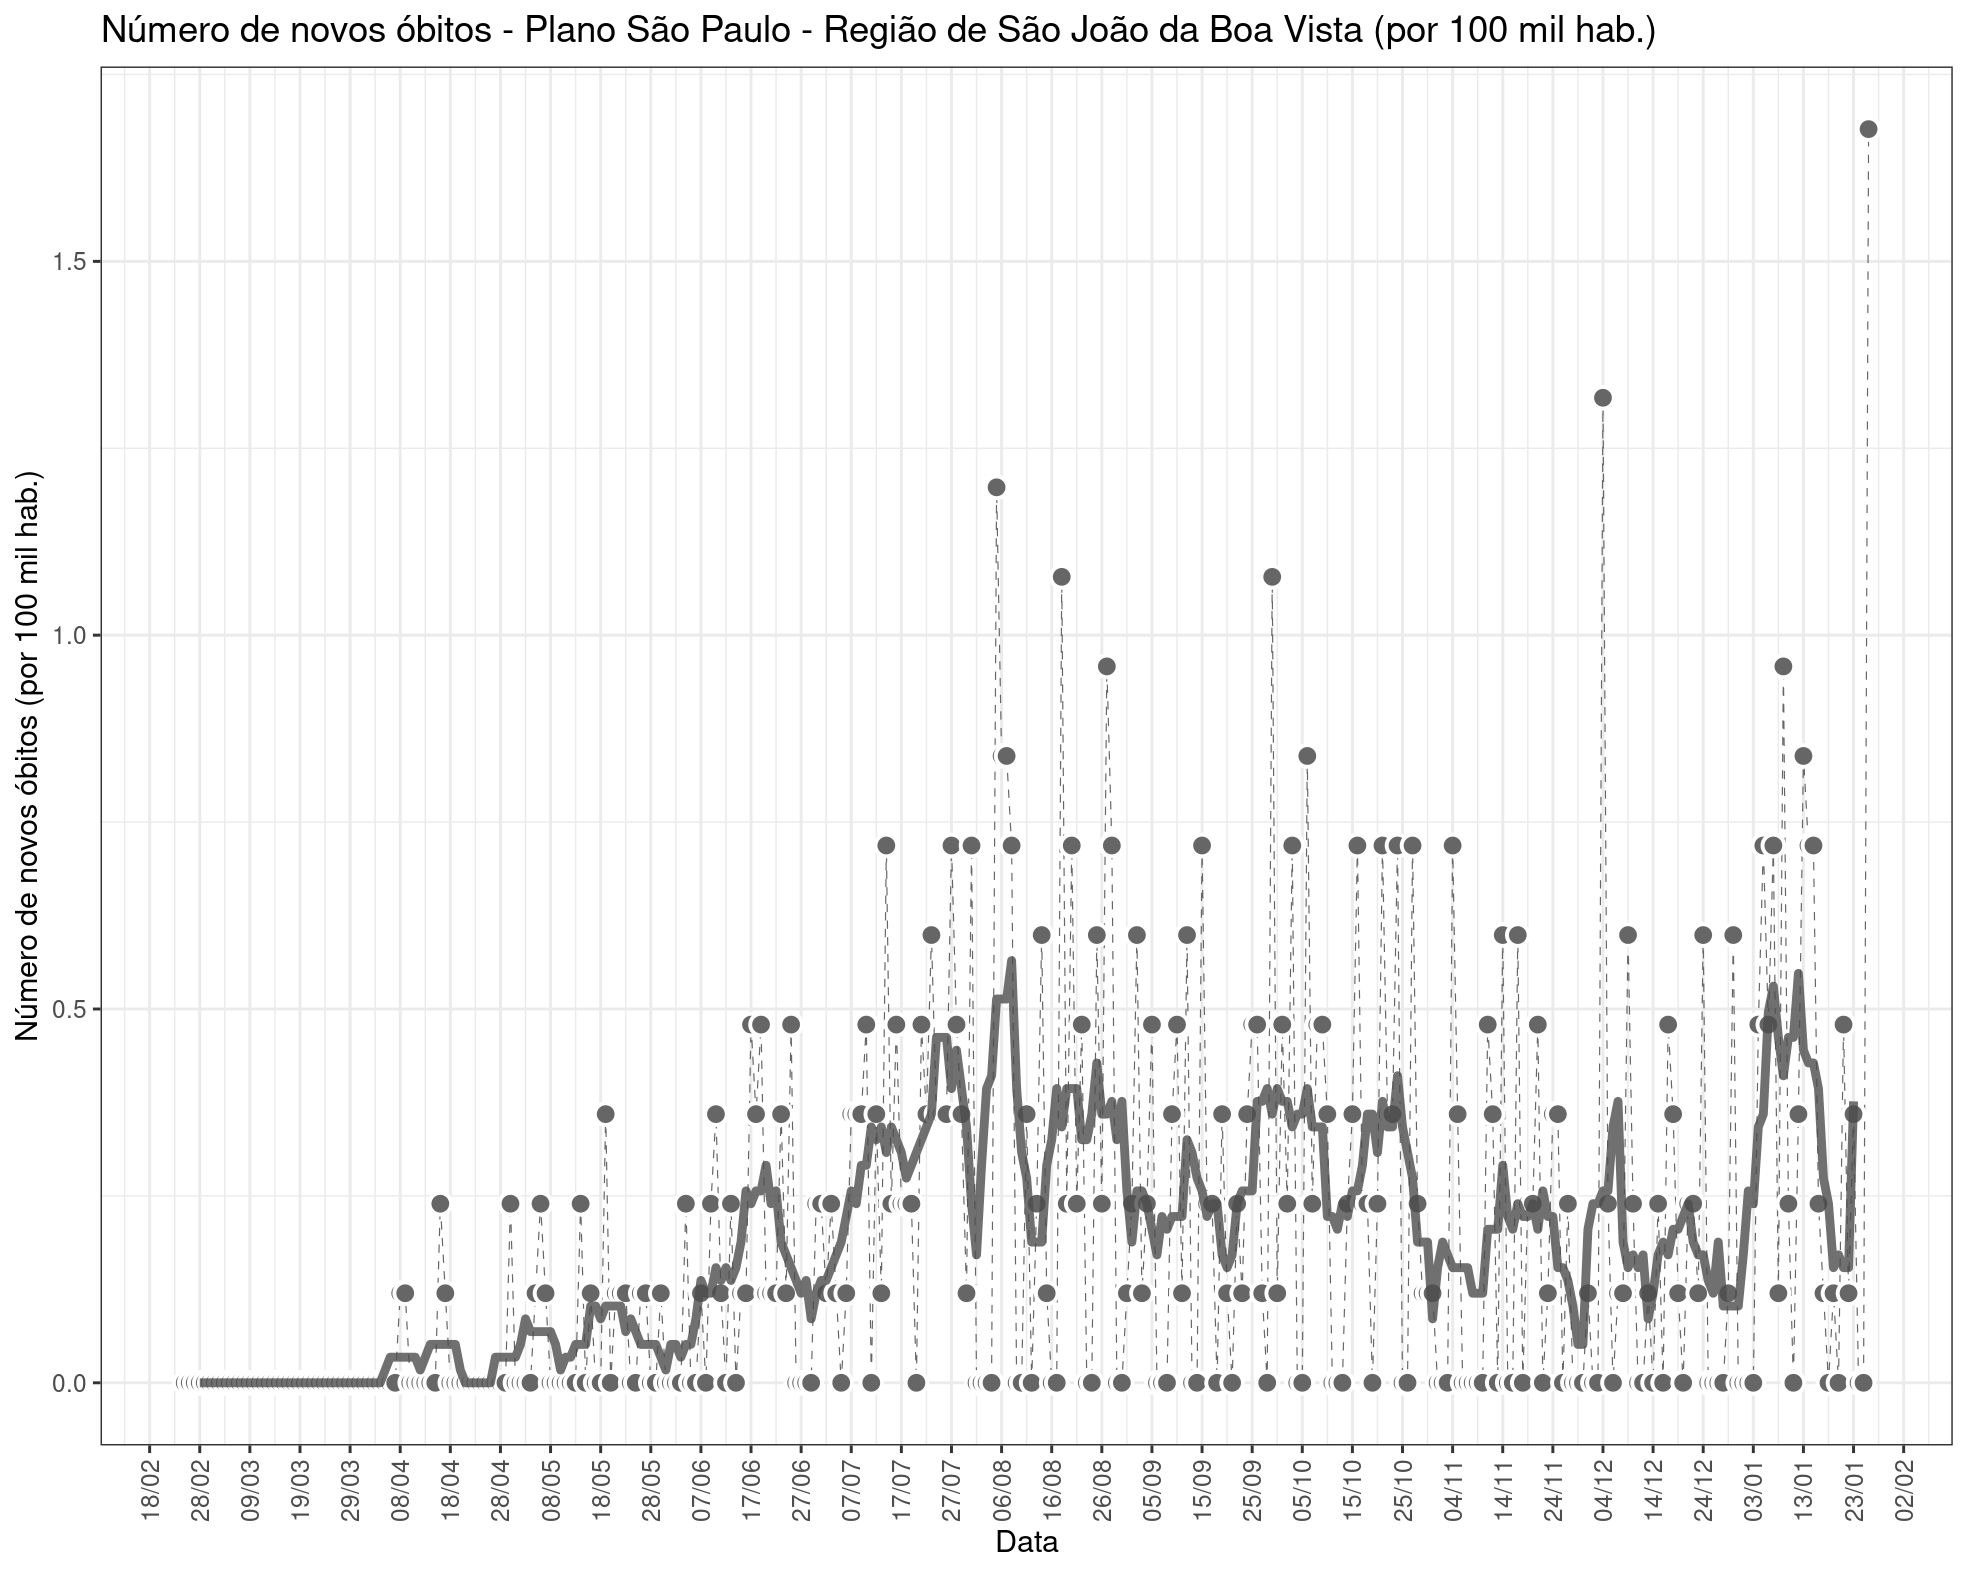 Número de novos óbitos - Plano São Paulo - Região de São João da Boa Vista (por 100 mil hab.)
Número de novos óbitos (por 100 mil hab.)
1.5
1.0
0.5
0.0
18/02 28/02 09/03 19/03 29/03 08/04 18/04 28/04 08/05 18/05 28/05 07/06 17/06 27/06 07/07 17/07 27/07 06/08 16/08 26/08 05/09 15/09 25/09 05/10 15/10 25/10 04/11 14/11 24/11 04/12 14/12 24/12 03/01 13/01 23/01 02/02
Data